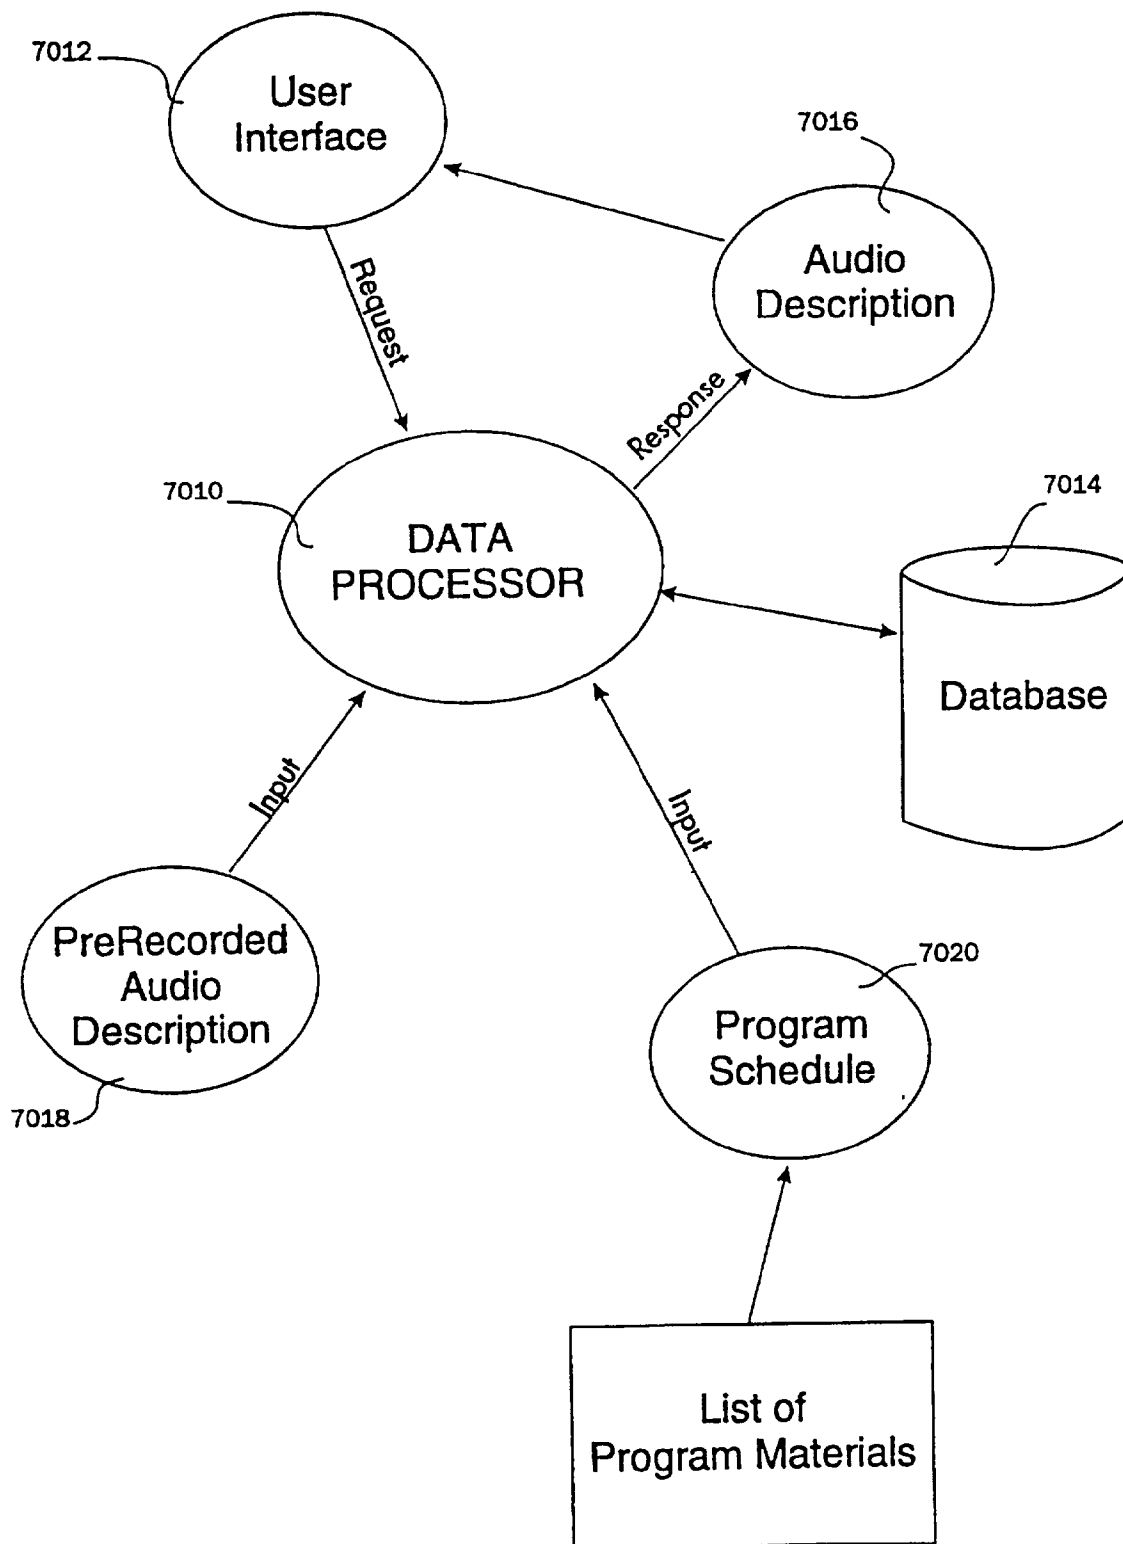 7012
User
Interface
7016
Audio
Description
Request
Response
7010
DATA
PROCESSOR
7014
Database
Input
Input
PreRecorded
Audio
Description
7018
7020
Program
Schedule
List of
Program Materials